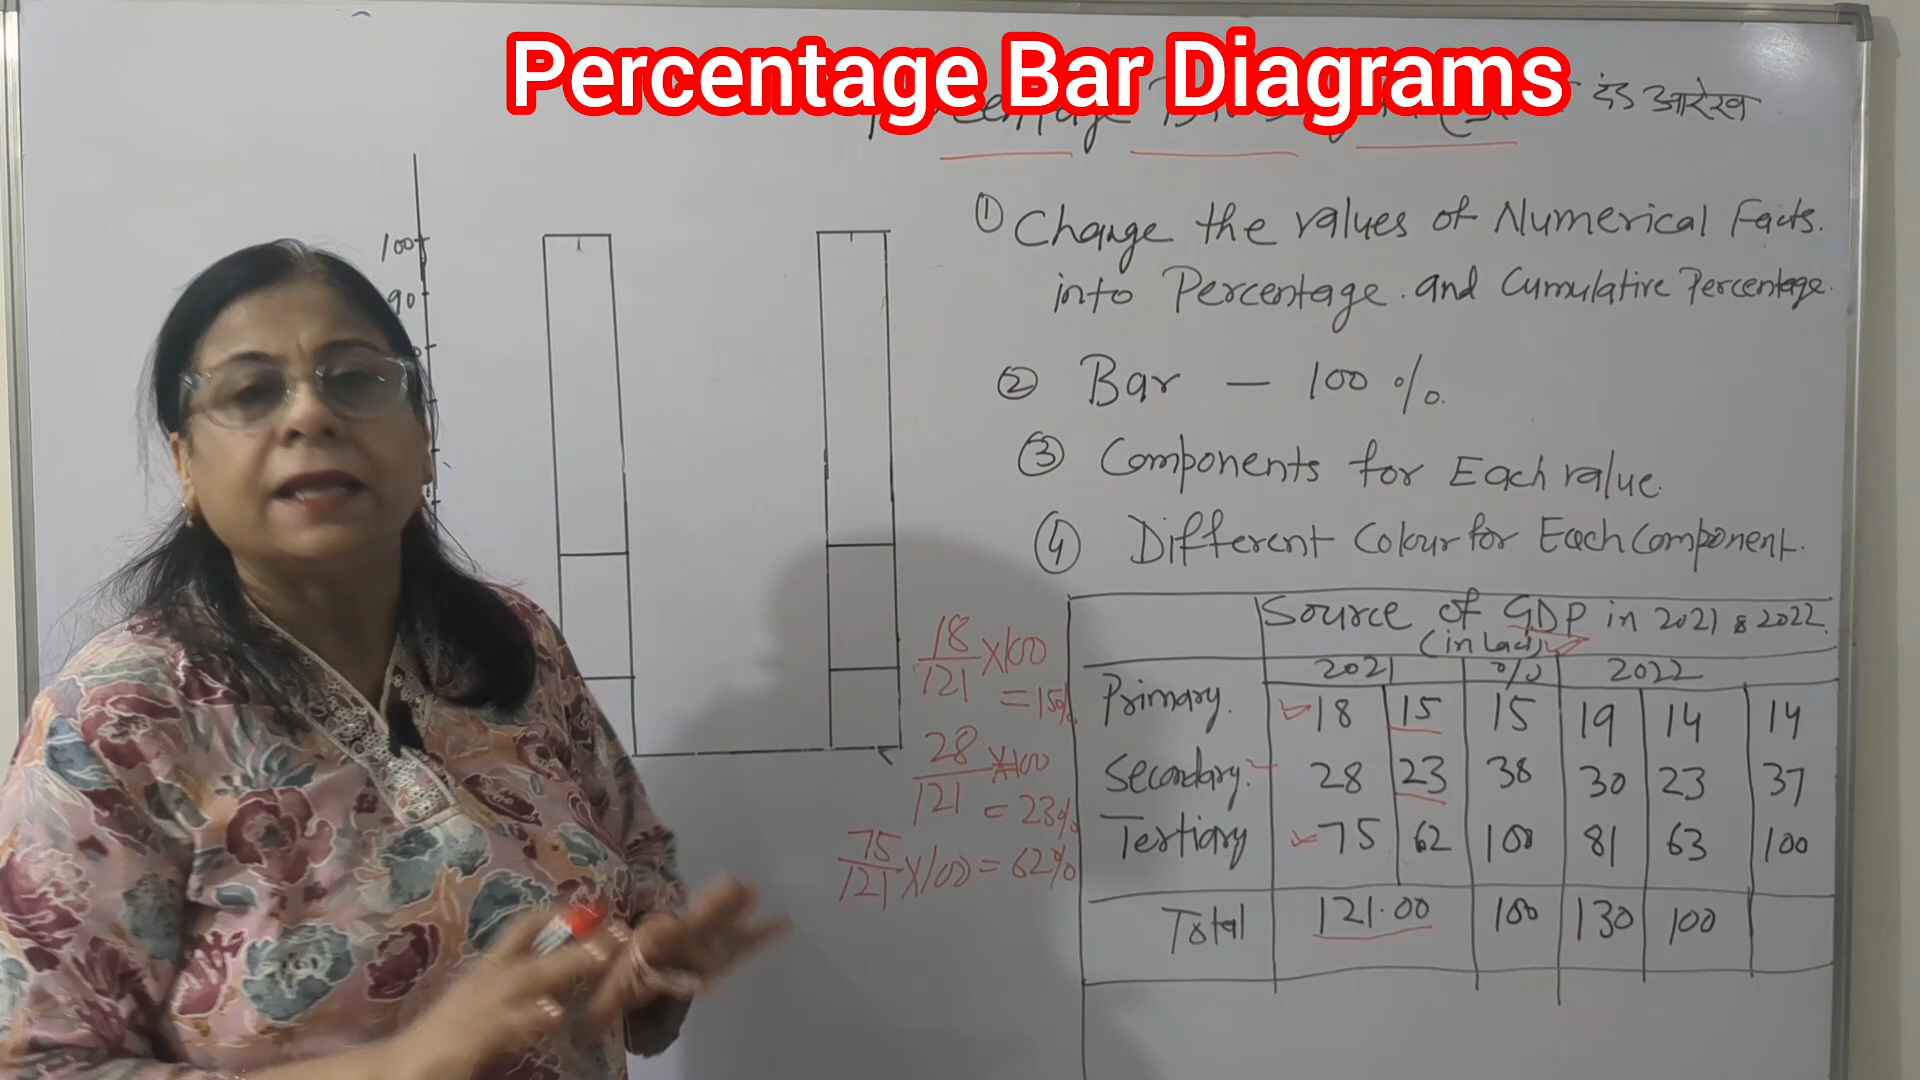 Percentage Bar Diagrams
दंड आरेख
① Change the values of Numerical Facts.
into Percentage. and Cumulative Percentage.
② Bar — 100 %.
③ Components for Each value.
④ Different Colour for Each Component.
100
90
18/121 X100
= 15%
28/121 X100
= 23%
75/121 X100 = 62%
Source of GDP in 2021 & 2022.
2021 % 2022
Primary. 18 15 15 19 14 14
Secondary. 28 23 38 30 23 37
Tertiary 75 62 100 81 63 100
Total 121.00 100 130 100